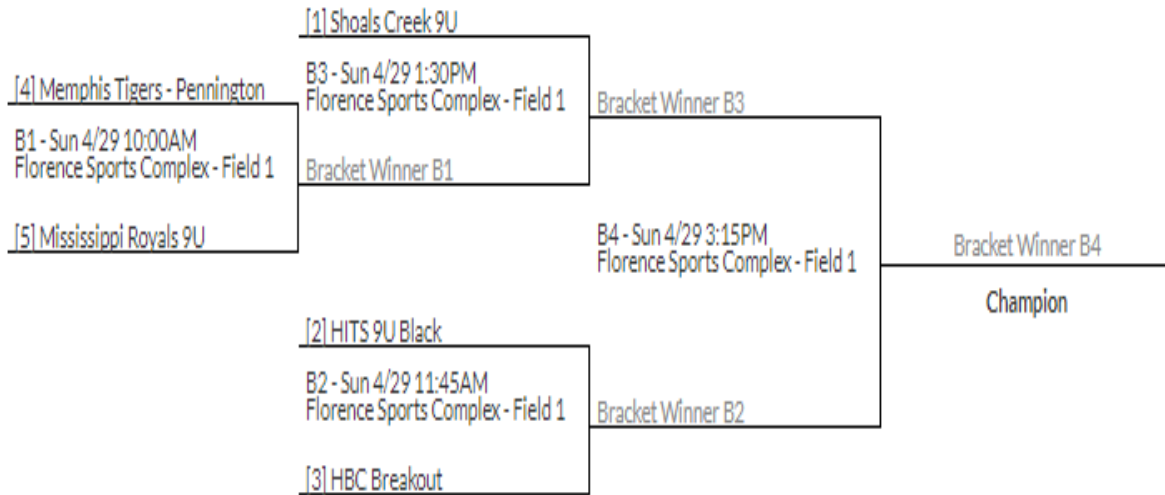 [1] Shoals Creek 9U
[4] Memphis Tigers - Pennington
B3 - Sun 4/29 1:30PM
Florence Sports Complex - Field 1
Bracket Winner B3
B1 - Sun 4/29 10:00AM
Florence Sports Complex - Field 1
Bracket Winner B1
[5] Mississippi Royals 9U
B4 - Sun 4/29 3:15PM
Florence Sports Complex - Field 1
Bracket Winner B4
Champion
[2] HITS 9U Black
B2 - Sun 4/29 11:45AM
Florence Sports Complex - Field 1
Bracket Winner B2
[3] HBC Breakout